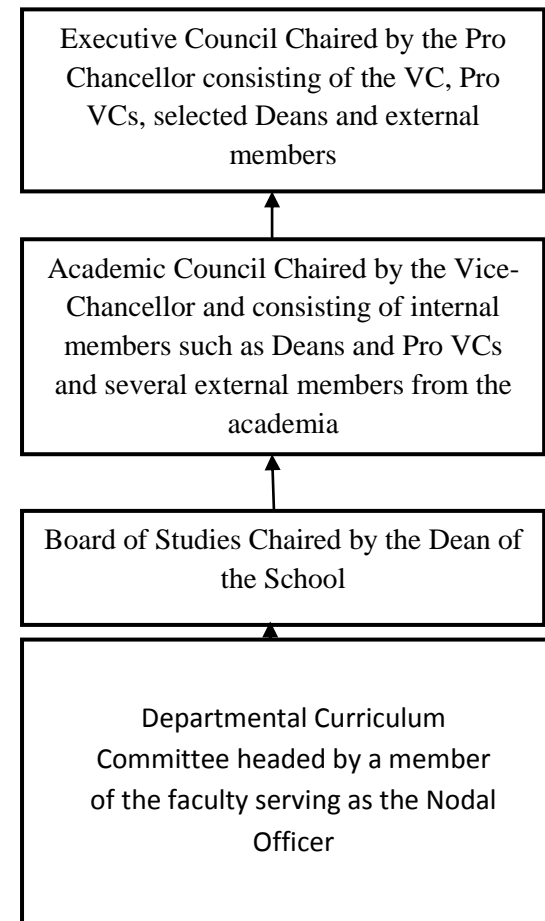 Executive Council Chaired by the Pro
Chancellor consisting of the VC, Pro
VCs, selected Deans and external
members
Academic Council Chaired by the Vice-
Chancellor and consisting of internal
members such as Deans and Pro VCs
and several external members from the
academia
Board of Studies Chaired by the Dean of
the School
Departmental Curriculum
Committee headed by a member
of the faculty serving as the Nodal
Officer